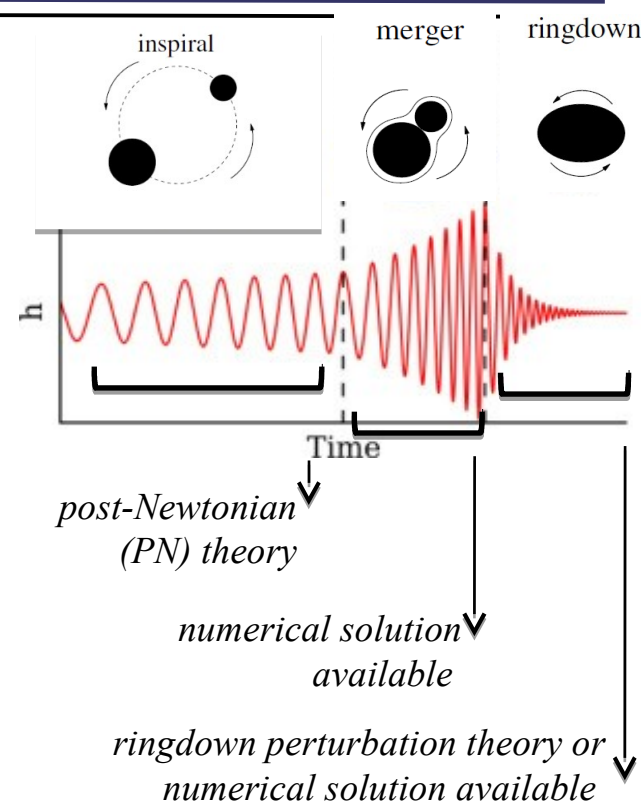 inspiral
merger
ringdown
h
Time
post-Newtonian
(PN) theory
numerical solution
available
ringdown perturbation theory or
numerical solution available